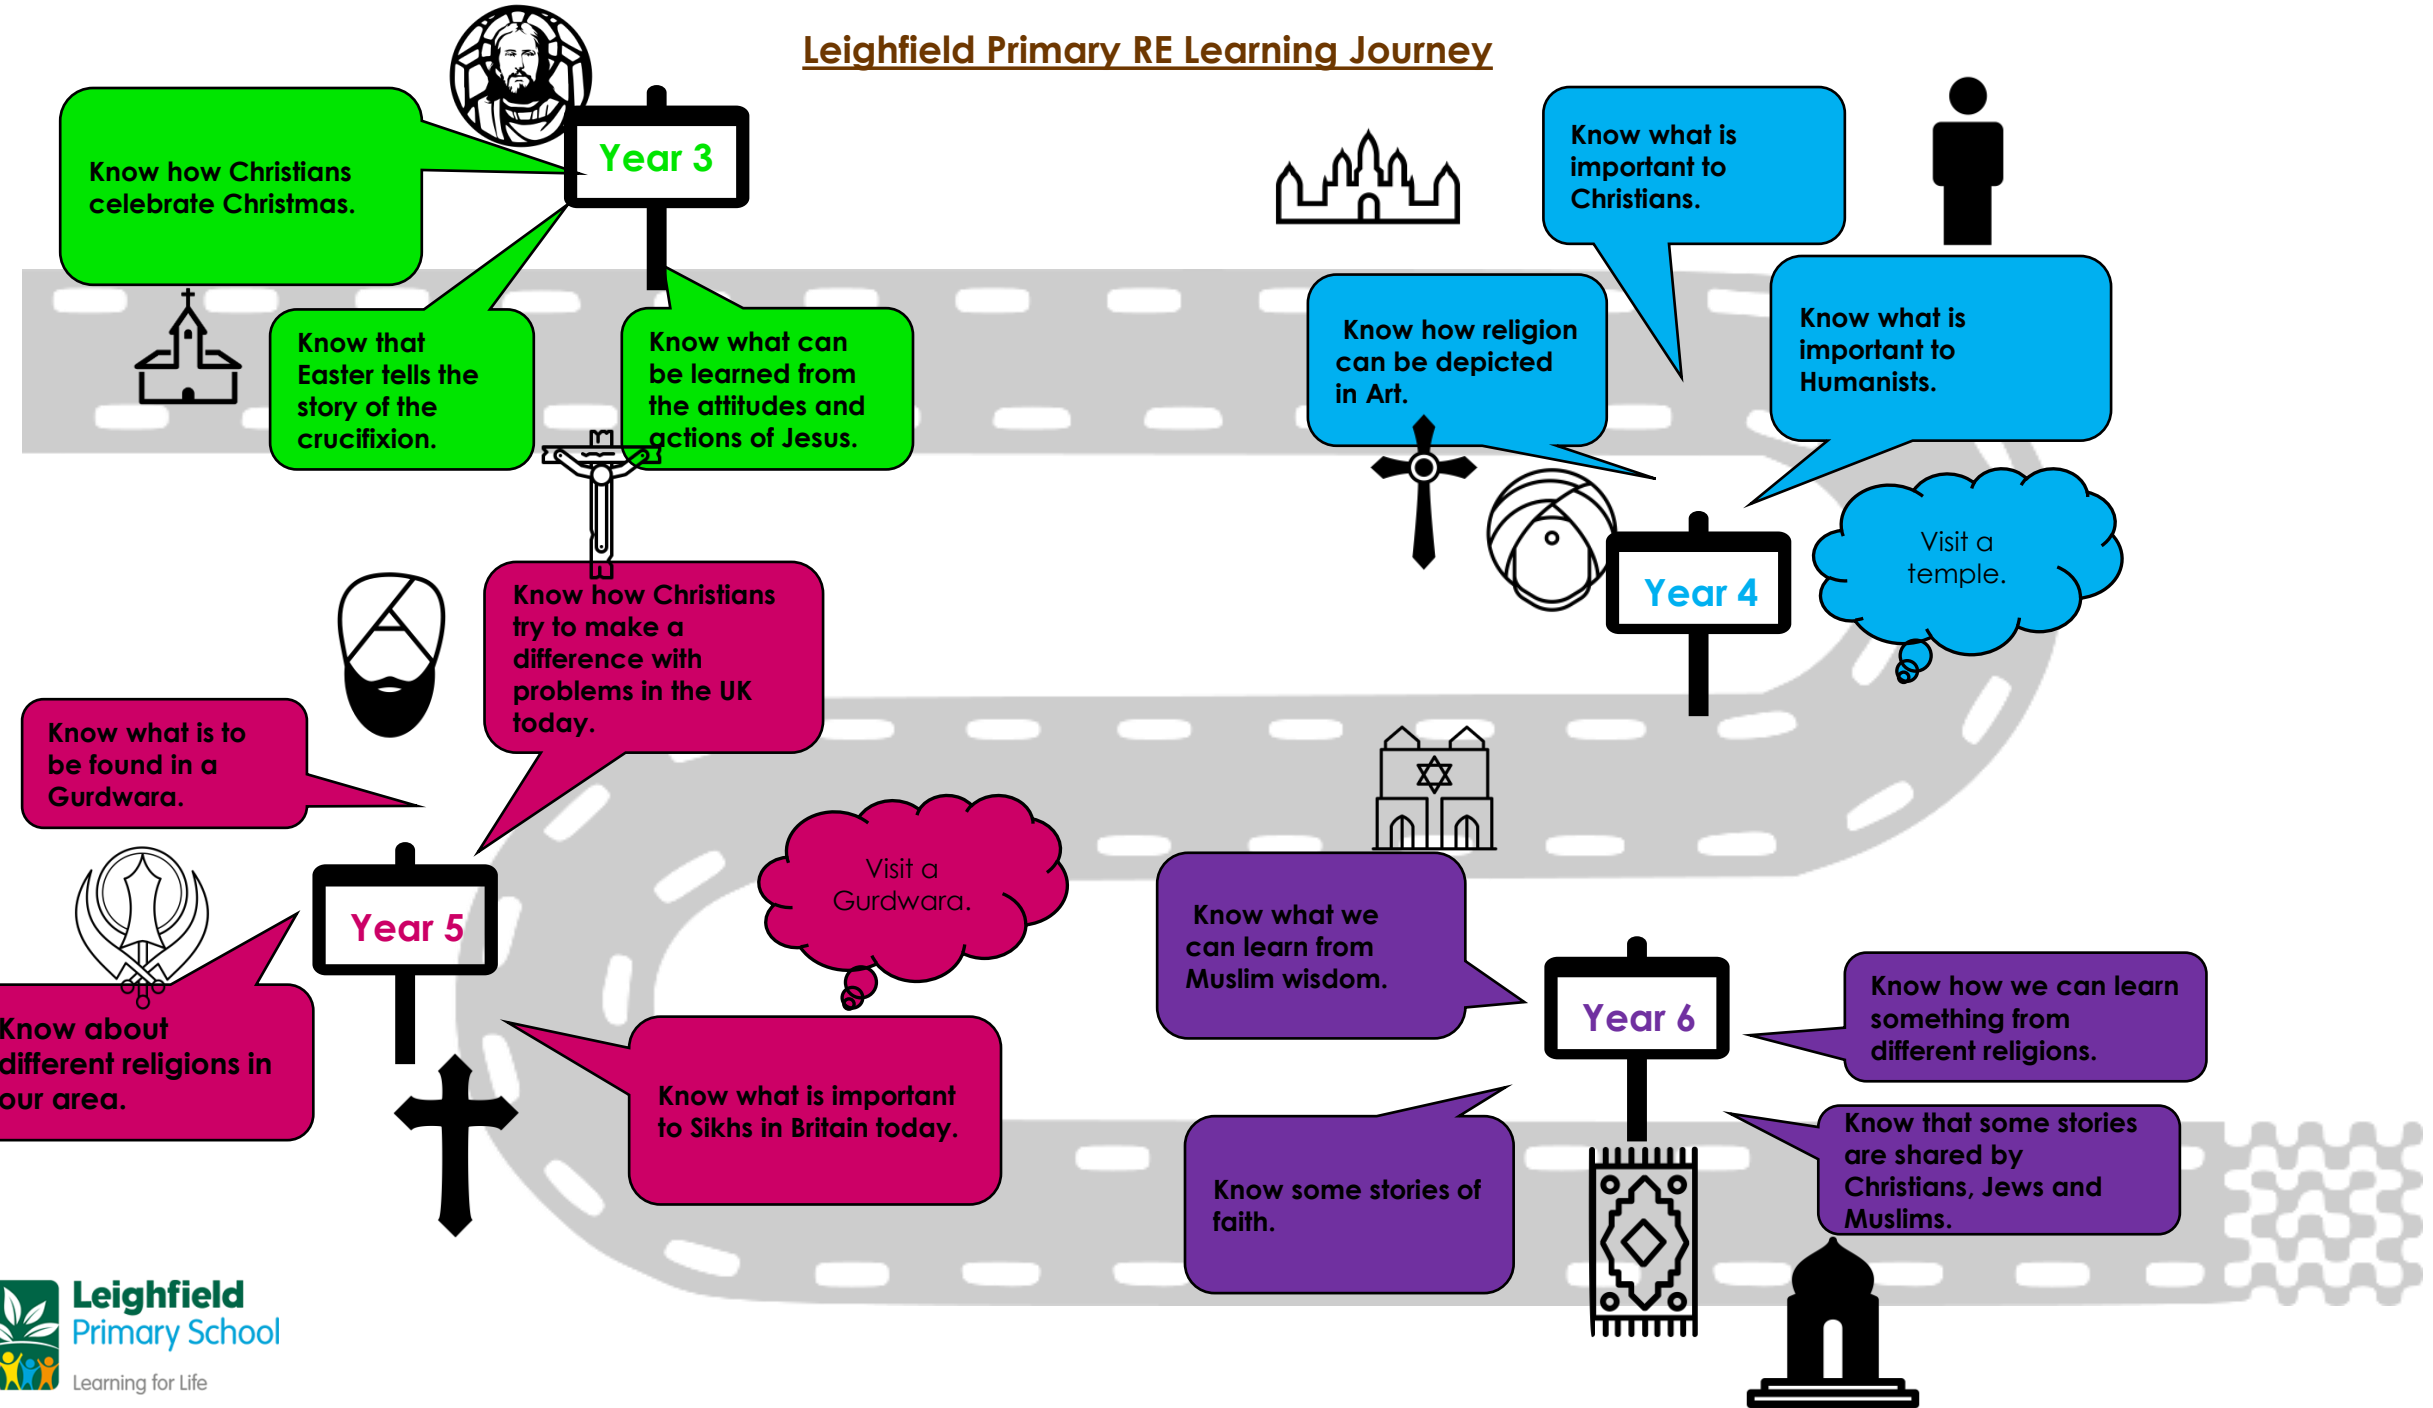 Leighfield Primary RE Learning Journey
Know how Christians
celebrate Christmas.
Year 3
Know that
Easter tells the
story of the
crucifixion.
Know what can
be learned from
the attitudes and
actions of Jesus.
Know what is
important to
Christians.
Know how religion
can be depicted
in Art.
Know what is
important to
Humanists.
Year 4
Visit a
temple.
Know how Christians
try to make a
difference with
problems in the UK
today.
Know what is to
be found in a
Gurdwara.
Year 5
Visit a
Gurdwara.
Know about
different religions in
our area.
Know what is important
to Sikhs in Britain today.
Know what we
can learn from
Muslim wisdom.
Year 6
Know how we can learn
something from
different religions.
Know some stories of
faith.
Know that some stories
are shared by
Christians, Jews and
Muslims.
Leighfield
Primary School
Learning for Life